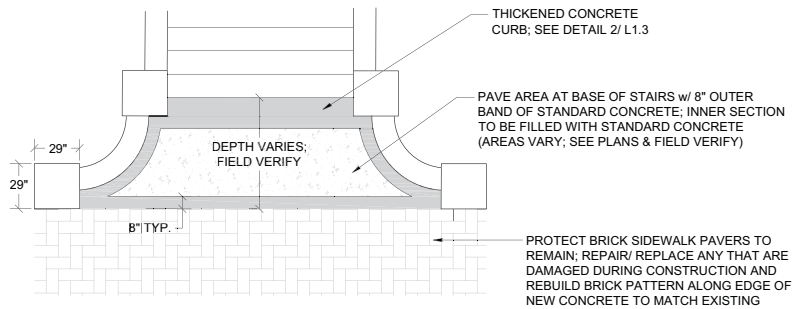 THICKENED CONCRETE
CURB; SEE DETAIL 2/ L1.3
PAVE AREA AT BASE OF STAIRS w/ 8" OUTER
BAND OF STANDARD CONCRETE; INNER SECTION
TO BE FILLED WITH STANDARD CONCRETE
(AREAS VARY; SEE PLANS & FIELD VERIFY)
DEPTH VARIES;
FIELD VERIFY
29"
29"
8" TYP.
PROTECT BRICK SIDEWALK PAVERS TO
REMAIN; REPAIR/ REPLACE ANY THAT ARE
DAMAGED DURING CONSTRUCTION AND
REBUILD BRICK PATTERN ALONG EDGE OF
NEW CONCRETE TO MATCH EXISTING